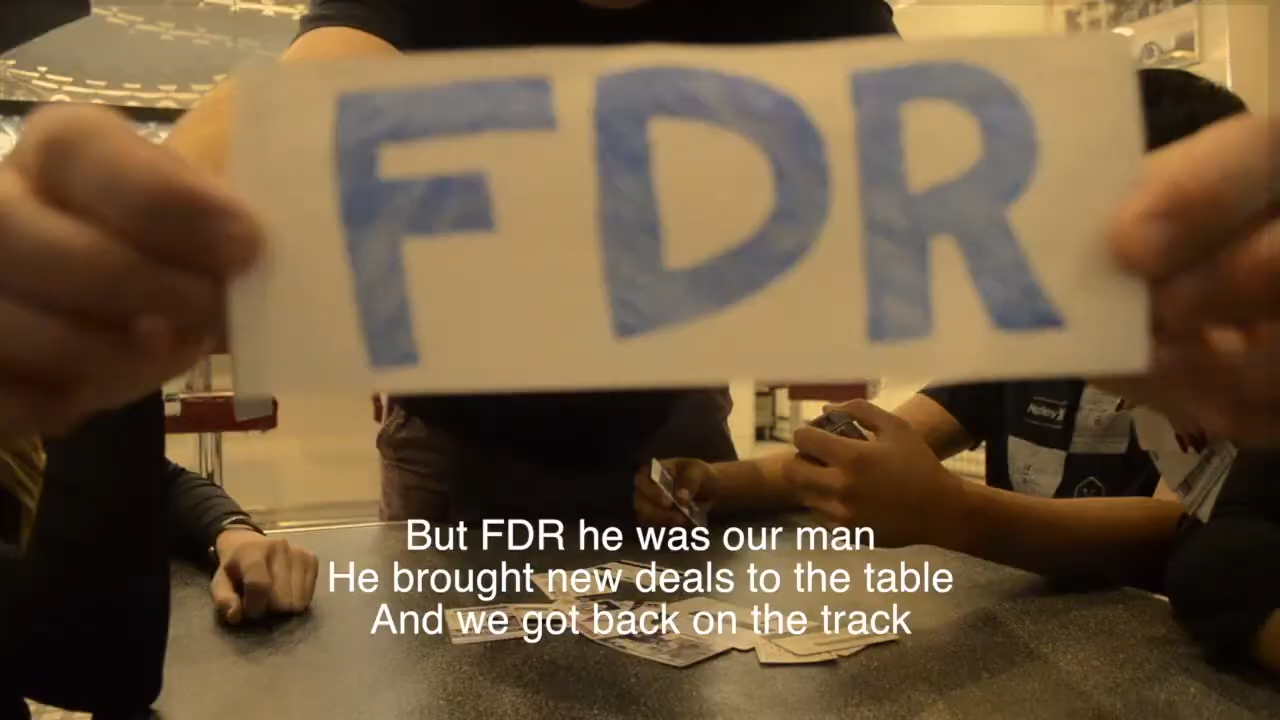 FDR
Hurley
But FDR he was our man
He brought new deals to the table
And we got back on the track